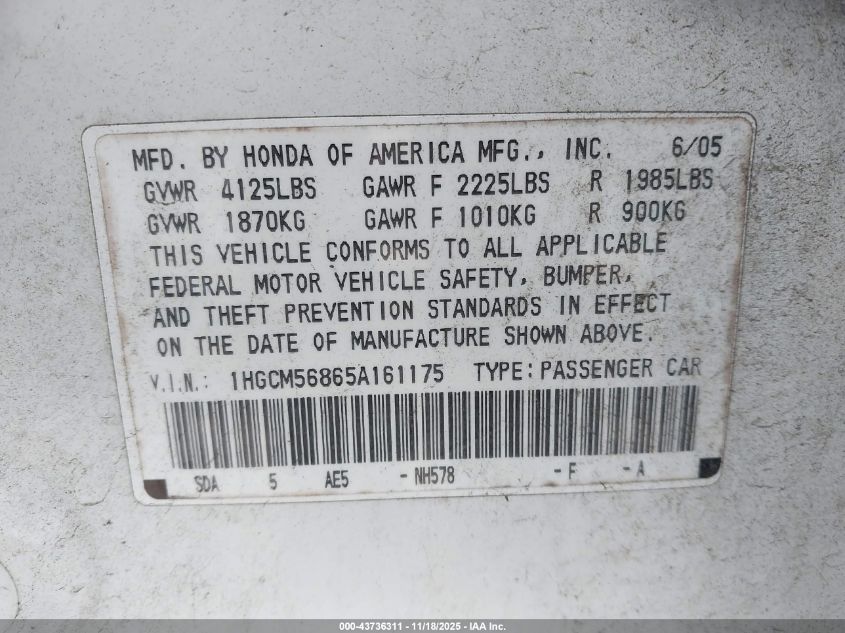 MFD. BY HONDA OF AMERICA MFG., INC. 6/05
GVWR 4125LBS GAWR F 2225LBS R 1985LBS
GVWR 1870KG GAWR F 1010KG R 900KG
THIS VEHICLE CONFORMS TO ALL APPLICABLE
FEDERAL MOTOR VEHICLE SAFETY, BUMPER,
AND THEFT PREVENTION STANDARDS IN EFFECT
ON THE DATE OF MANUFACTURE SHOWN ABOVE.
V.I.N.: 1HGCM56865A161175 TYPE: PASSENGER CAR
SDA 5 AE5 -NH578 -F -A
000-43736311 - 11/18/2025 - IAA Inc.